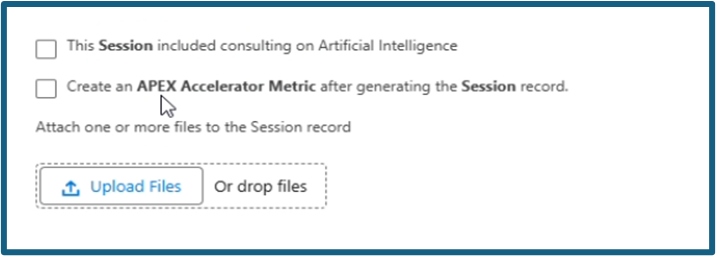 This Session included consulting on Artificial Intelligence
Create an APEX Accelerator Metric after generating the Session record.
Attach one or more files to the Session record
Upload Files Or drop files